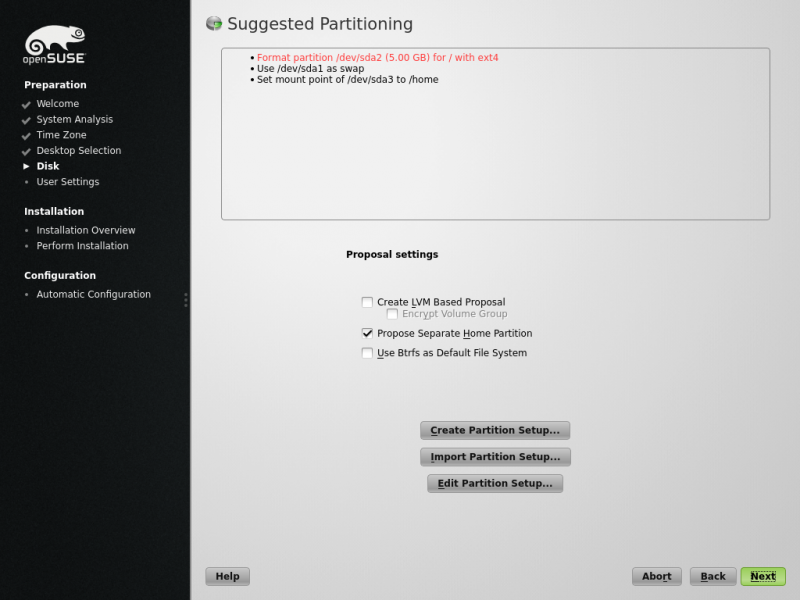 openSUSE
Preparation
Welcome
System Analysis
Time Zone
Desktop Selection
Disk
User Settings
Installation
Installation Overview
Perform Installation
Configuration
Automatic Configuration
Suggested Partitioning
• Format partition /dev/sda2 (5.00 GB) for / with ext4
• Use /dev/sda1 as swap
• Set mount point of /dev/sda3 to /home
Proposal settings
Create LVM Based Proposal
Encrypt Volume Group
Propose Separate Home Partition
Use Btrfs as Default File System
Create Partition Setup...
Import Partition Setup...
Edit Partition Setup...
Help
Abort
Back
Next